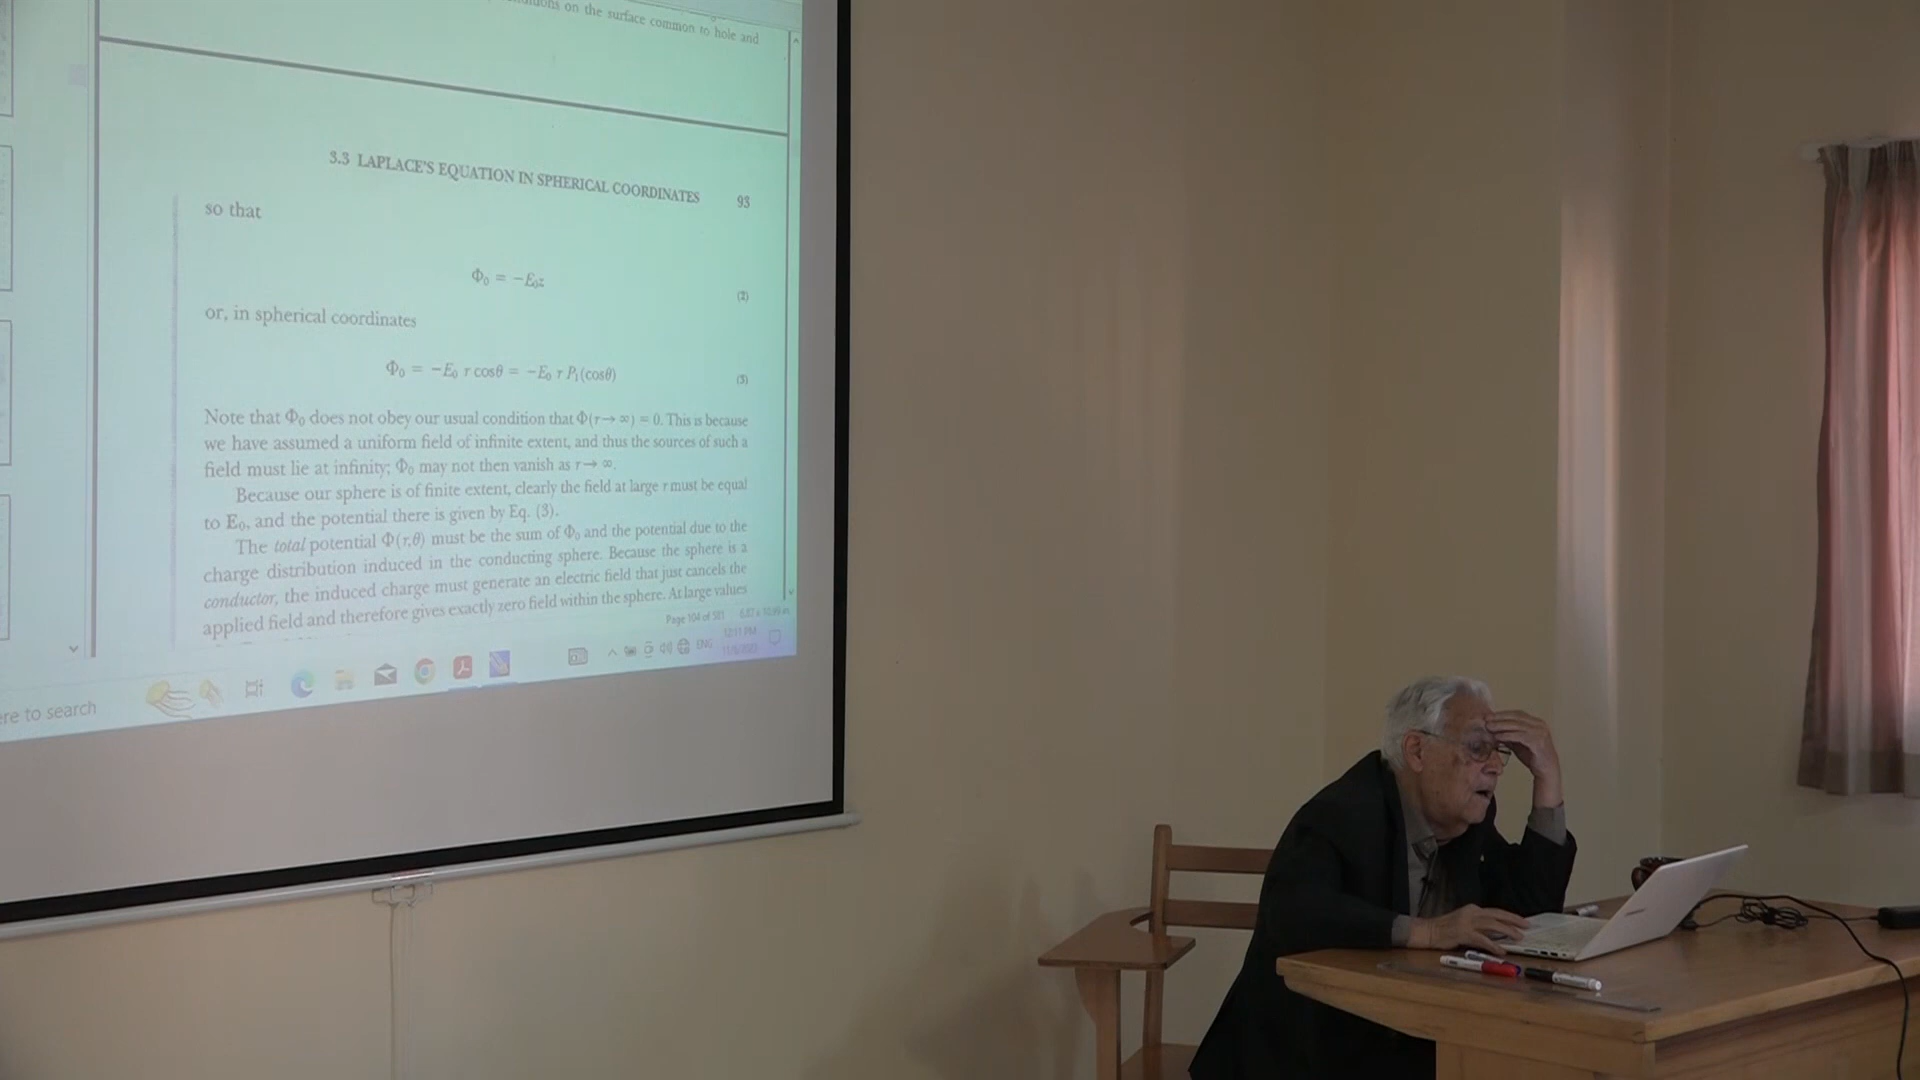 on the surface common to hole and
3.3 LAPLACE'S EQUATION IN SPHERICAL COORDINATES 93
so that
Φ₀ = −E₀z
(2)
or, in spherical coordinates
Φ₀ = −E₀ r cosθ = −E₀ r P₁(cosθ) (3)
Note that Φ₀ does not obey our usual condition that Φ(r→ ∞) = 0. This is because
we have assumed a uniform field of infinite extent, and thus the sources of such a
field must lie at infinity; Φ₀ may not then vanish as r→ ∞.
Because our sphere is of finite extent, clearly the field at large r must be equal
to E₀, and the potential there is given by Eq. (3).
The total potential Φ(r,θ) must be the sum of Φ₀ and the potential due to the
charge distribution induced in the conducting sphere. Because the sphere is a
conductor, the induced charge must generate an electric field that just cancels the
applied field and therefore gives exactly zero field within the sphere. At large values
Page 104 of 581
ere to search
ENG
12:11 PM